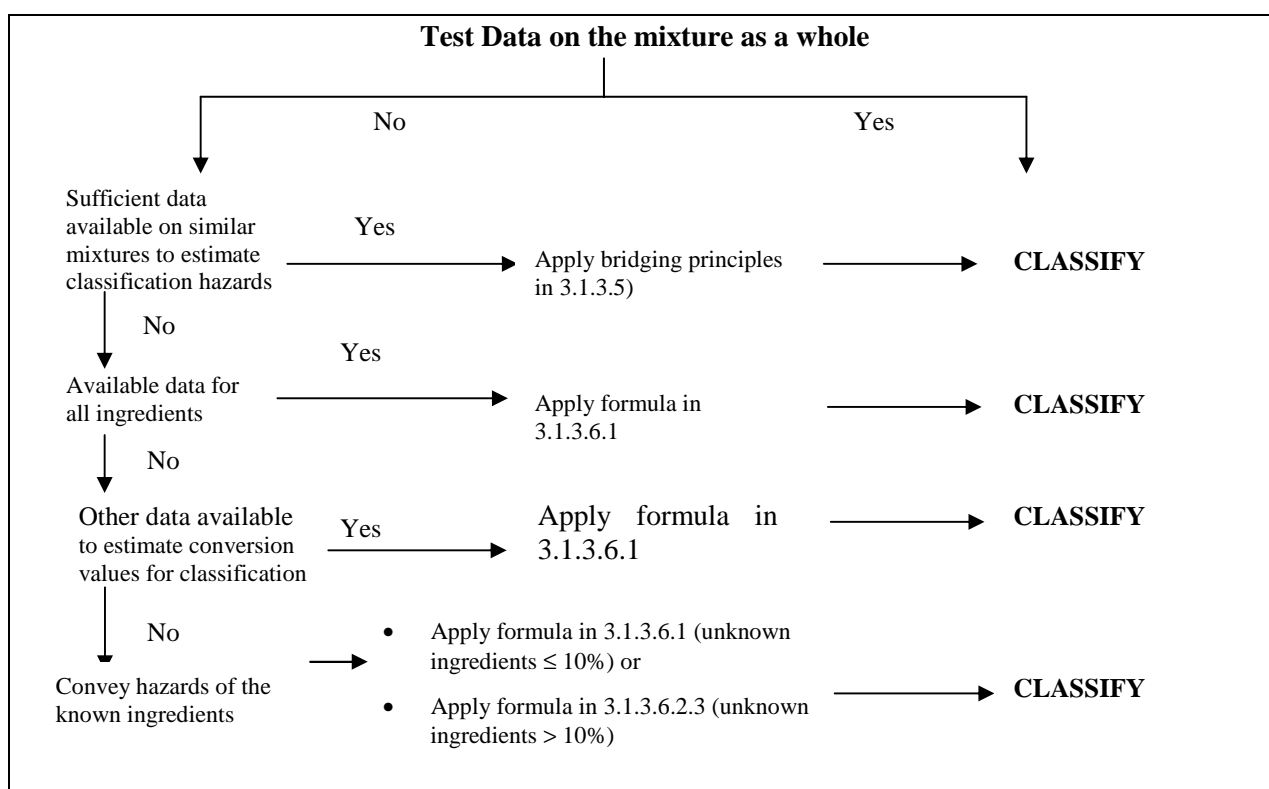 Test Data on the mixture as a whole
No
Yes
Sufficient data
available on similar
mixtures to estimate
classification hazards
Yes
Apply bridging principles
in 3.1.3.5)
CLASSIFY
No
Available data for
all ingredients
Yes
Apply formula in
3.1.3.6.1
CLASSIFY
No
Other data available
to estimate conversion
values for classification
Yes
Apply formula in
3.1.3.6.1
CLASSIFY
No
Convey hazards of the
known ingredients
• Apply formula in 3.1.3.6.1 (unknown
ingredients ≤ 10%) or
• Apply formula in 3.1.3.6.2.3 (unknown
ingredients > 10%)
CLASSIFY